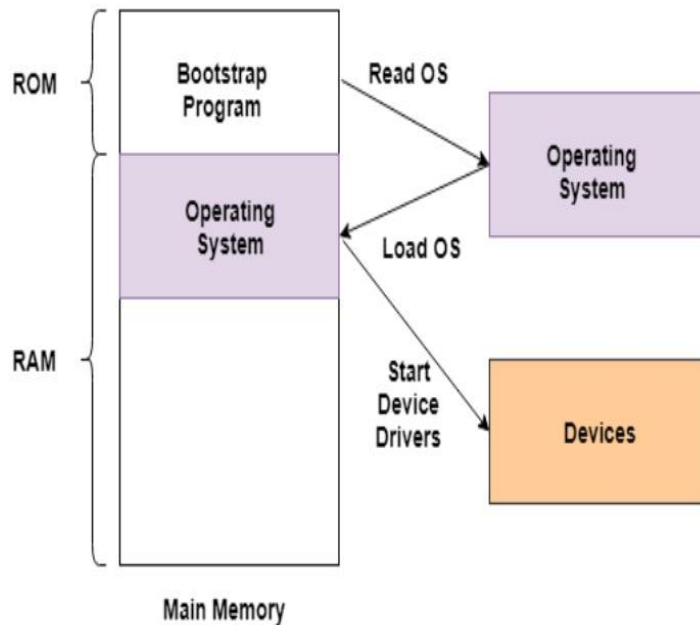 ROM
Bootstrap
Program
Read OS
Operating
System
Operating
System
Load OS
RAM
Start
Device
Drivers
Devices
Main Memory